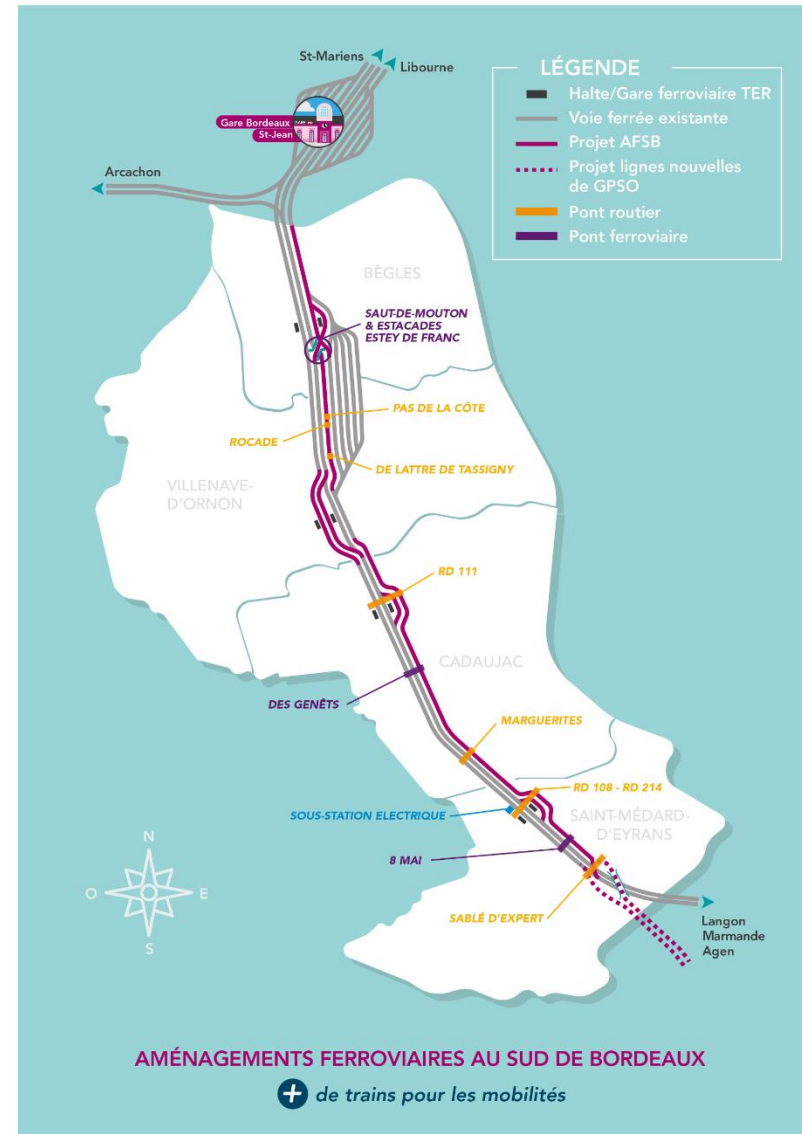 St-Mariens
Libourne
Gare Bordeaux
St-Jean
Arcachon
LÉGENDE
Halte/Gare ferroviaire TER
Voie ferrée existante
Projet AFSB
Projet lignes nouvelles
de GPSO
Pont routier
Pont ferroviaire
BÈGLES
SAUT-DE-MOUTON
& ESTACADES
ESTEY DE FRANC
PAS DE LA CÔTE
ROCADE
DE LATTRE DE TASSIGNY
VILLENAVE-
D'ORNON
RD 111
CADAUJAC
DES GENÊTS
MARGUERITES
RD 108 - RD 214
SOUS-STATION ELECTRIQUE
SAINT-MÉDARD-
D'EYRANS
8 MAI
SABLÉ D'EXPERT
N
O
E
S
Langon
Marmande
Agen
AMÉNAGEMENTS FERROVIAIRES AU SUD DE BORDEAUX
+ de trains pour les mobilités